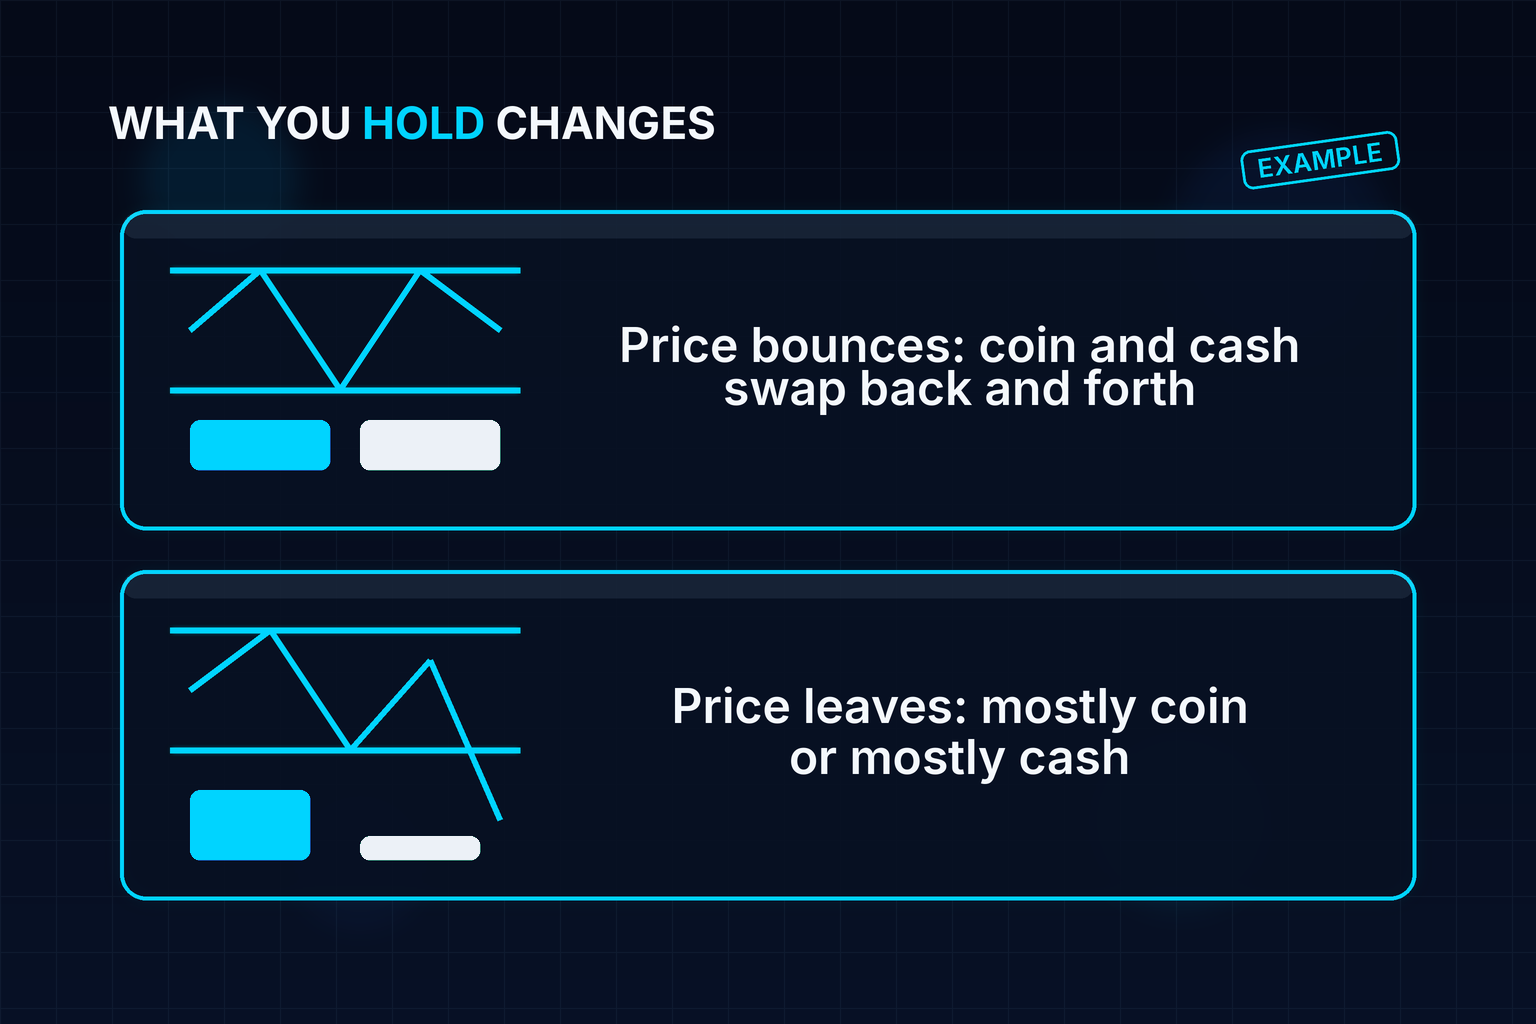 WHAT YOU HOLD CHANGES
EXAMPLE
Price bounces: coin and cash
swap back and forth
Price leaves: mostly coin
or mostly cash